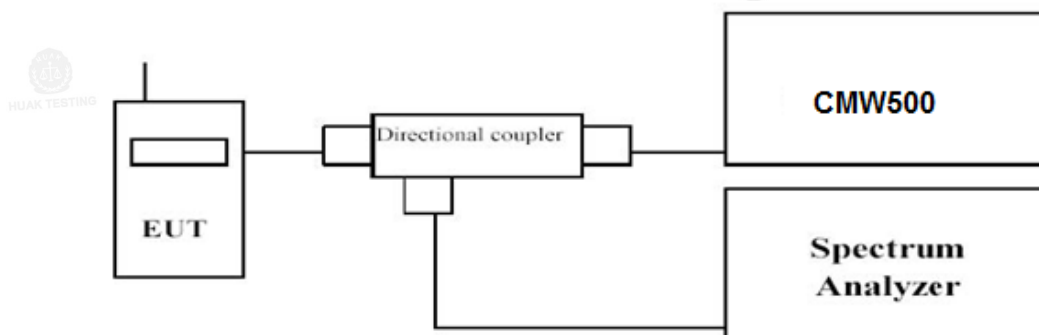 HUAK TESTING
EUT
Directional coupler
CMW500
Spectrum
Analyzer